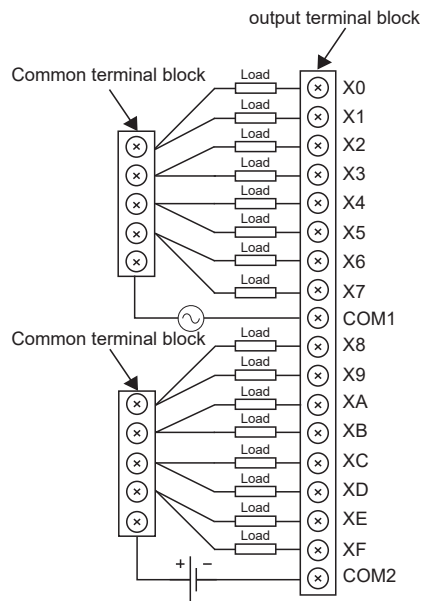 output terminal block
Common terminal block
Load X0
Load X1
Load X2
Load X3
Load X4
Load X5
Load X6
Load X7
COM1
Common terminal block
Load X8
Load X9
Load XA
Load XB
Load XC
Load XD
Load XE
Load XF
+ − COM2